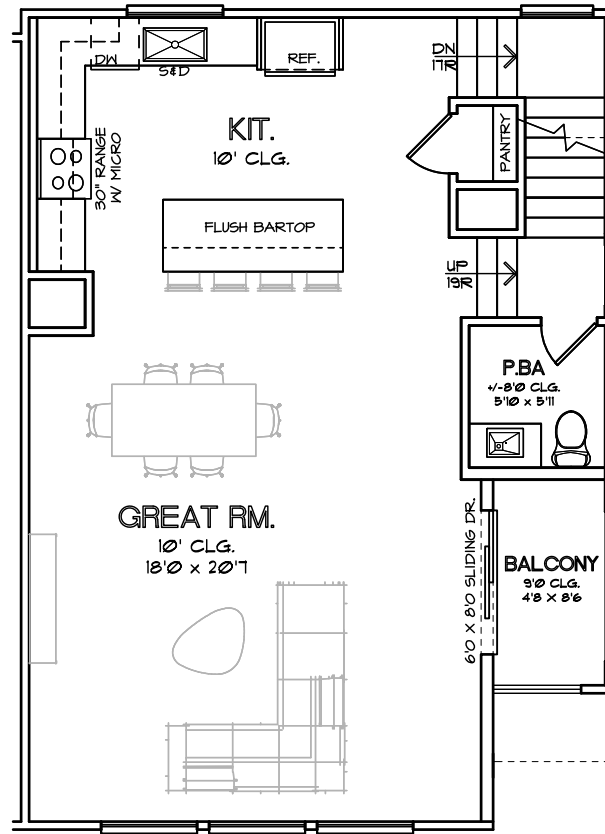 DW
S&D
REF.
DN
17R
KIT.
10' CLG.
PANTRY
30" RANGE
W/ MICRO
FLUSH BARTOP
UP
19R
P.BA
+/-8'0 CLG.
5'10 x 5'11
GREAT RM.
10' CLG.
18'0 x 20'7
6'0 X 8'0 SLIDING DR.
BALCONY
9'0 CLG.
4'8 X 8'6